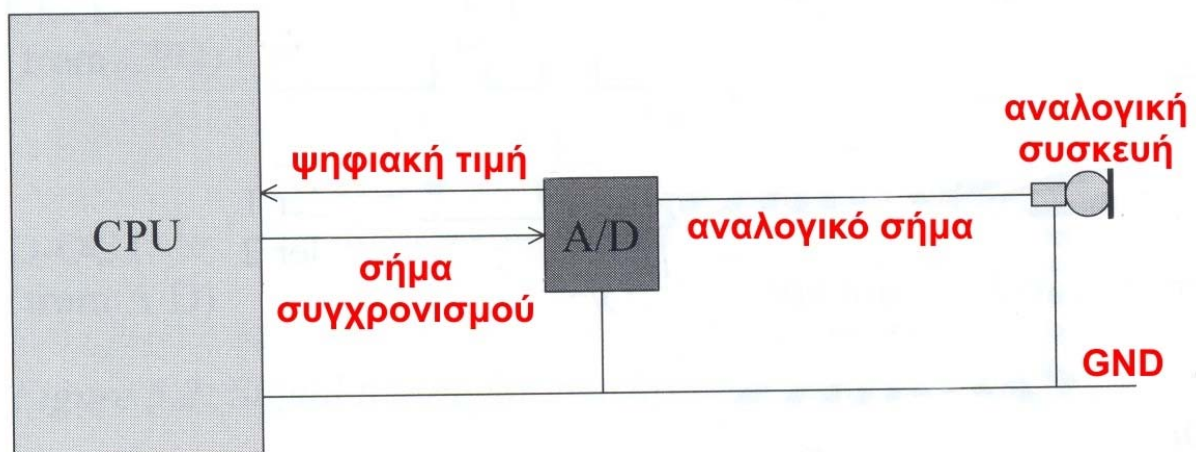 αναλογική
συσκευή
ψηφιακή τιμή
CPU
A/D
αναλογικό σήμα
σήμα
συγχρονισμού
GND